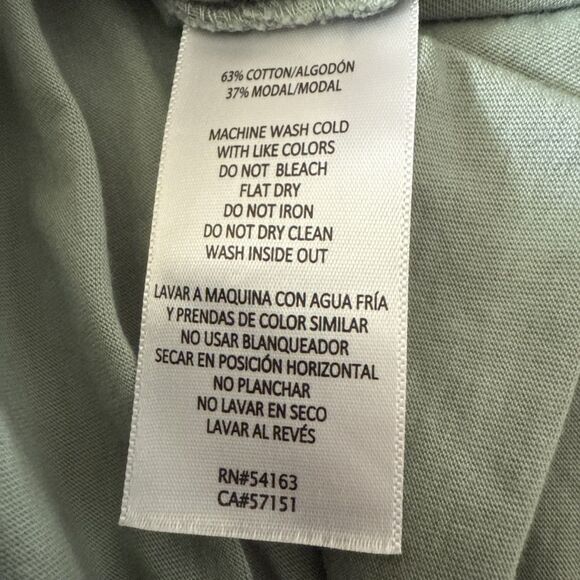 63% COTTON/ALGODÓN
37% MODAL/MODAL
MACHINE WASH COLD
WITH LIKE COLORS
DO NOT BLEACH
FLAT DRY
DO NOT IRON
DO NOT DRY CLEAN
WASH INSIDE OUT
LAVAR A MAQUINA CON AGUA FRÍA
Y PRENDAS DE COLOR SIMILAR
NO USAR BLANQUEADOR
SECAR EN POSICIÓN HORIZONTAL
NO PLANCHAR
NO LAVAR EN SECO
LAVAR AL REVÉS
RN#54163
CA#57151